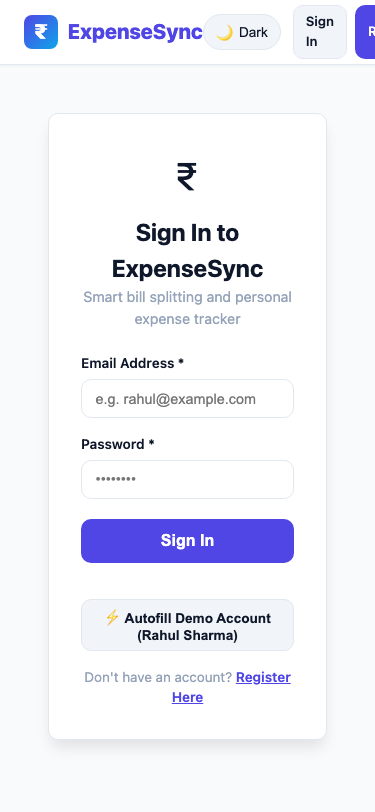 ₹ ExpenseSync
🌙 Dark
Sign
In
₹
Sign In to
ExpenseSync
Smart bill splitting and personal
expense tracker
Email Address *
e.g. rahul@example.com
Password *
••••••••
Sign In
⚡ Autofill Demo Account
(Rahul Sharma)
Don't have an account? Register
Here